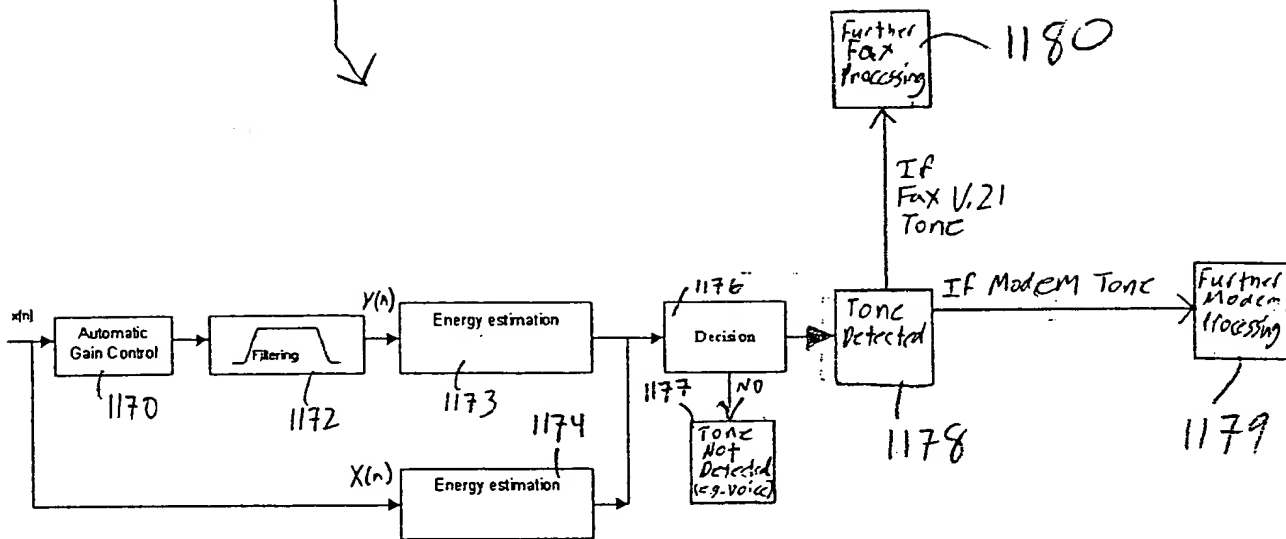 Further
Fax
Processing
1180
If
Fax V.21
Tone
x[n]
Automatic
Gain Control
1170
Filtering
1172
Y(n)
Energy estimation
1173
1176
Decision
NO
1177
Tone
Not
Detected
(e.g. voice)
Tone
Detected
1178
If Modem Tone
Further
Modem
Processing
1179
X(n)
1174
Energy estimation